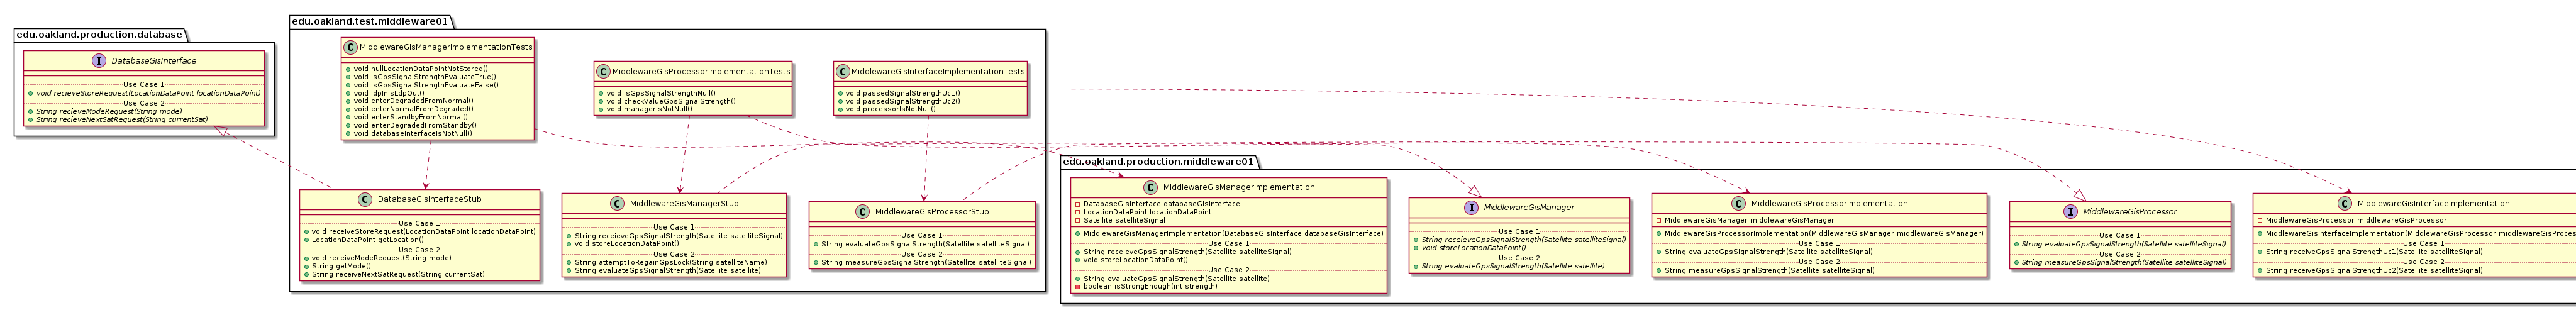 edu.oakland.production.database
DatabaseGisInterface
Use Case 1
void recieveStoreRequest(LocationDataPoint locationDataPoint)
Use Case 2
String recieveModeRequest(String mode)
String recieveNextSatRequest(String currentSat)
edu.oakland.test.middleware01
MiddlewareGisManagerImplementationTests
void nullLocationDataPointNotStored()
void isGpsSignalStrengthEvaluateTrue()
void isGpsSignalStrengthEvaluateFalse()
void ldpInIsLdpOut()
void enterDegradedFromNormal()
void enterNormalFromDegraded()
void enterStandbyFromNormal()
void enterDegradedFromStandby()
void databaseInterfaceIsNotNull()
MiddlewareGisProcessorImplementationTests
void isGpsSignalStrengthNull()
void checkValueGpsSignalStrength()
void managerIsNotNull()
MiddlewareGisInterfaceImplementationTests
void passedSignalStrengthUc1()
void passedSignalStrengthUc2()
void processorIsNotNull()
DatabaseGisInterfaceStub
Use Case 1
void receiveStoreRequest(LocationDataPoint locationDataPoint)
LocationDataPoint getLocation()
Use Case 2
void receiveModeRequest(String mode)
String getMode()
String receiveNextSatRequest(String currentSat)
MiddlewareGisManagerStub
Use Case 1
String receieveGpsSignalStrength(Satellite satelliteSignal)
void storeLocationDataPoint()
Use Case 2
String attemptToRegainGpsLock(String satelliteName)
String evaluateGpsSignalStrength(Satellite satellite)
MiddlewareGisProcessorStub
Use Case 1
String evaluateGpsSignalStrength(Satellite satelliteSignal)
Use Case 2
String measureGpsSignalStrength(Satellite satelliteSignal)
edu.oakland.production.middleware01
MiddlewareGisManagerImplementation
DatabaseGisInterface databaseGisInterface
LocationDataPoint locationDataPoint
Satellite satelliteSignal
MiddlewareGisManagerImplementation(DatabaseGisInterface databaseGisInterface)
Use Case 1
String receieveGpsSignalStrength(Satellite satelliteSignal)
void storeLocationDataPoint()
Use Case 2
String evaluateGpsSignalStrength(Satellite satellite)
boolean isStrongEnough(int strength)
MiddlewareGisManager
Use Case 1
String receieveGpsSignalStrength(Satellite satelliteSignal)
void storeLocationDataPoint()
Use Case 2
String evaluateGpsSignalStrength(Satellite satellite)
MiddlewareGisProcessorImplementation
MiddlewareGisManager middlewareGisManager
MiddlewareGisProcessorImplementation(MiddlewareGisManager middlewareGisManager)
Use Case 1
String evaluateGpsSignalStrength(Satellite satelliteSignal)
Use Case 2
String measureGpsSignalStrength(Satellite satelliteSignal)
MiddlewareGisProcessor
Use Case 1
String evaluateGpsSignalStrength(Satellite satelliteSignal)
Use Case 2
String measureGpsSignalStrength(Satellite satelliteSignal)
MiddlewareGisInterfaceImplementation
MiddlewareGisProcessor middlewareGisProcessor
MiddlewareGisInterfaceImplementation(MiddlewareGisProcessor middlewareGisProces
Use Case 1
String receiveGpsSignalStrengthUc1(Satellite satelliteSignal)
Use Case 2
String receiveGpsSignalStrengthUc2(Satellite satelliteSignal)